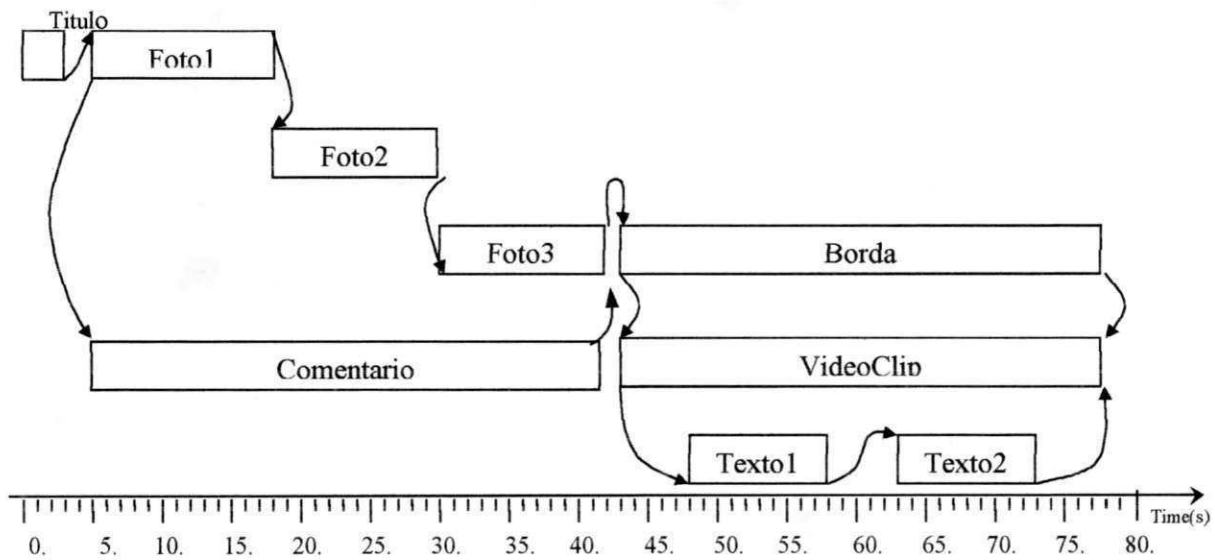 Titulo
Foto1
Foto2
Foto3
Borda
Comentario
VideoClip
Texto1
Texto2
Time(s)
0. 5. 10. 15. 20. 25. 30. 35. 40. 45. 50. 55. 60. 65. 70. 75. 80.